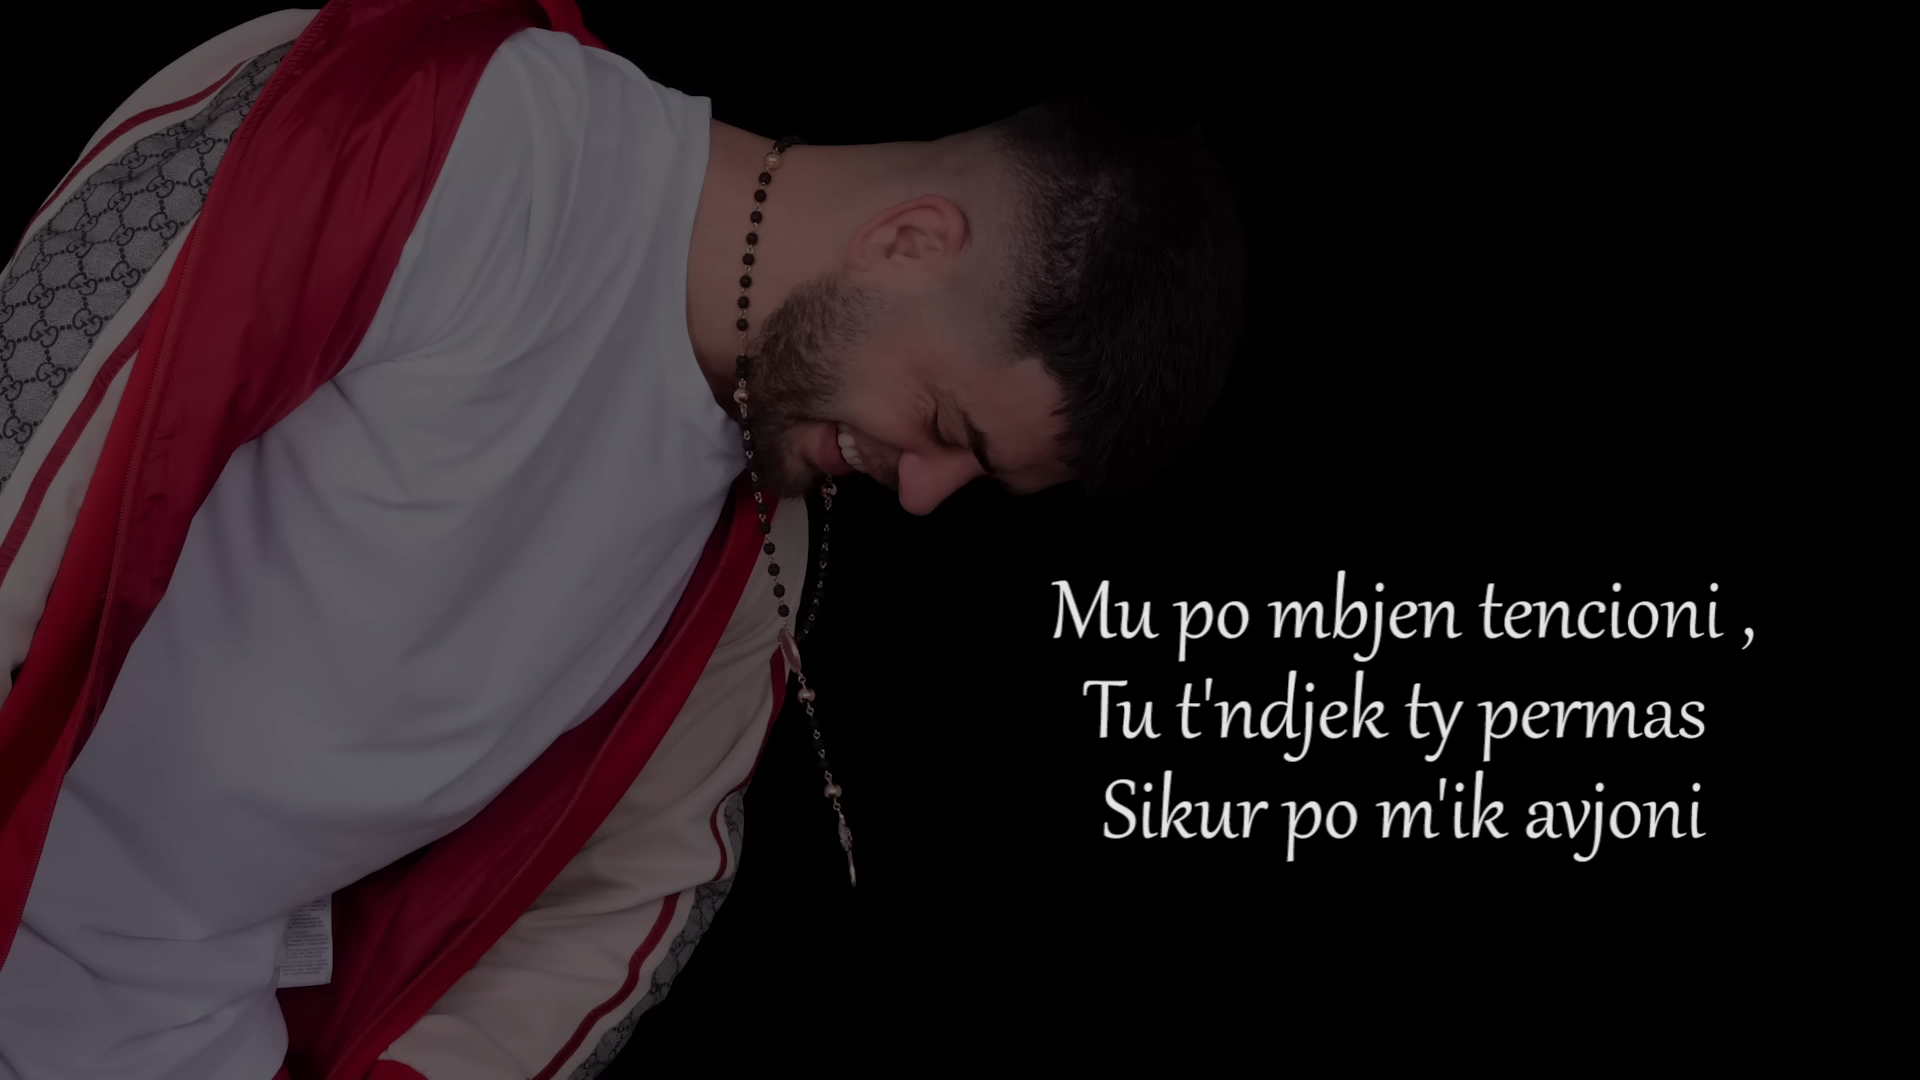 Mu po mbjen tencioni ,
Tu t'ndjek ty permas
Sikur po m'ik avjoni